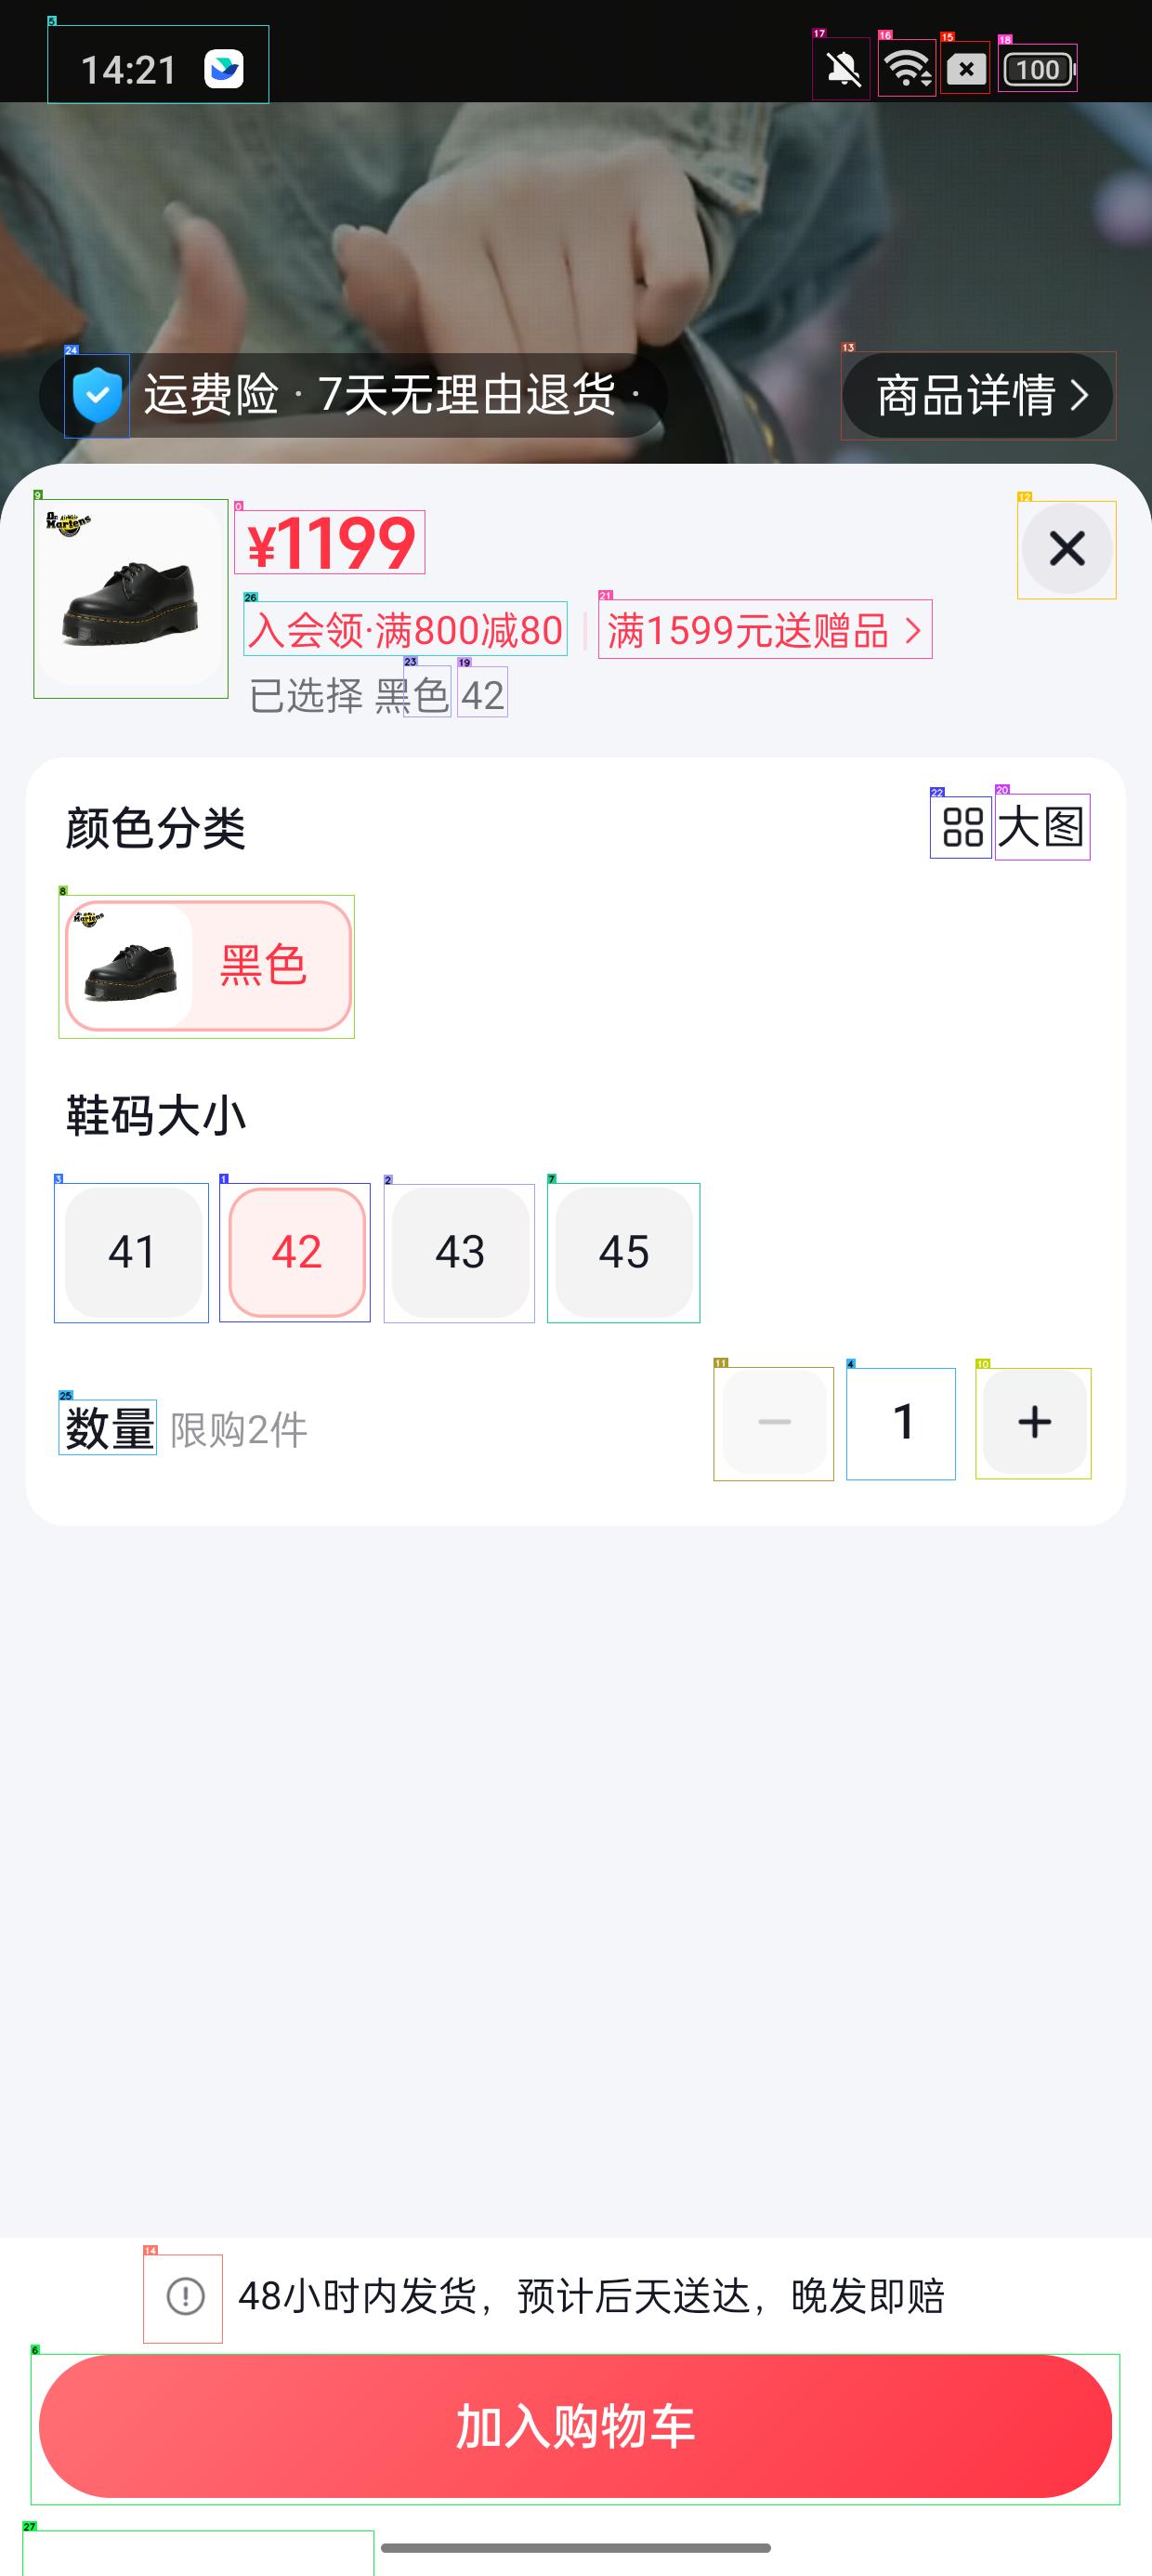 14:21
100
运费险 · 7天无理由退货 ·
商品详情
Dr. Martens
¥1199
入会领·满800减80
满1599元送赠品
已选择 黑色 42
颜色分类
大图
Martens
黑色
鞋码大小
41 42 43 45
数量 限购2件
1
48小时内发货，预计后天送达，晚发即赔
加入购物车